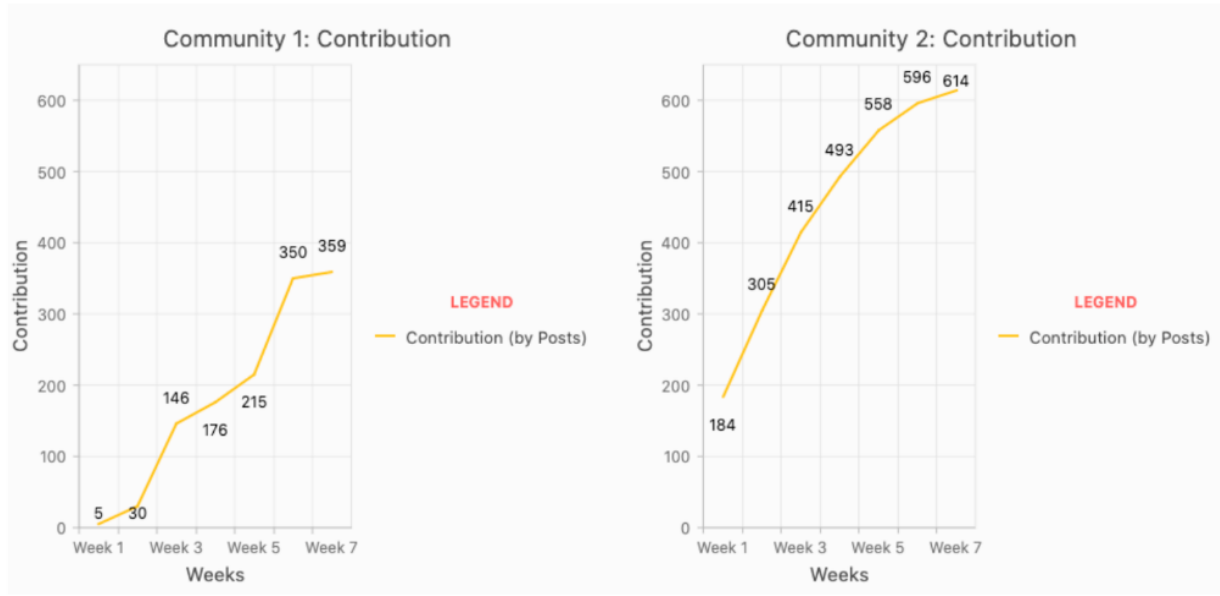 Community 1: Contribution
600
500
400
300
200
100
0
Contribution
5
30
146
176
215
350
359
Week 1
Week 3
Week 5
Week 7
Weeks
LEGEND
Contribution (by Posts)
Community 2: Contribution
600
500
400
300
200
100
0
Contribution
184
305
415
493
558
596
614
Week 1
Week 3
Week 5
Week 7
Weeks
LEGEND
Contribution (by Posts)